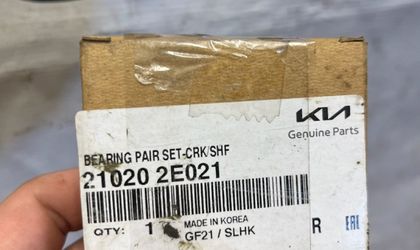 KIA
Genuine Parts
BEARING PAIR SET-CRK/SHF
21020 2E021
QTY: 1
MADE IN KOREA
GF21 / SLHK
R
EAC